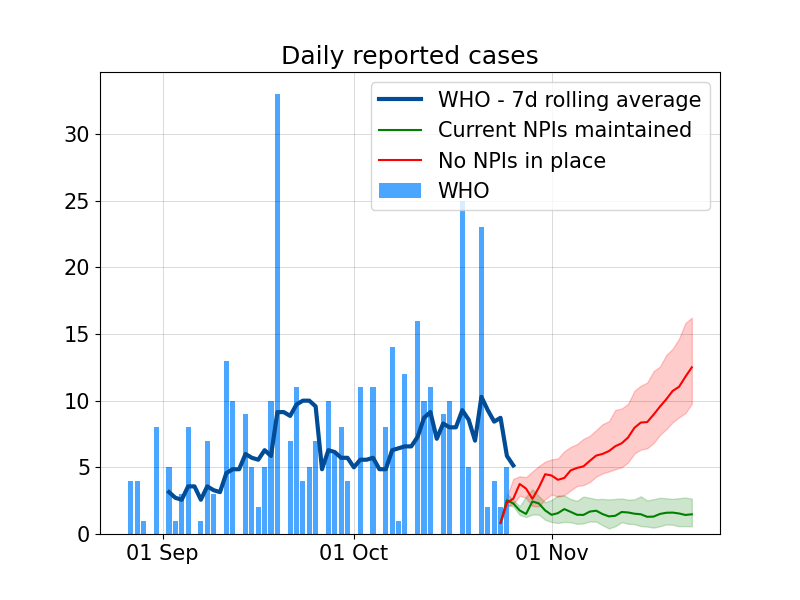 Daily reported cases
WHO - 7d rolling average
Current NPIs maintained
No NPIs in place
WHO
30
25
20
15
10
5
0
01 Sep
01 Oct
01 Nov